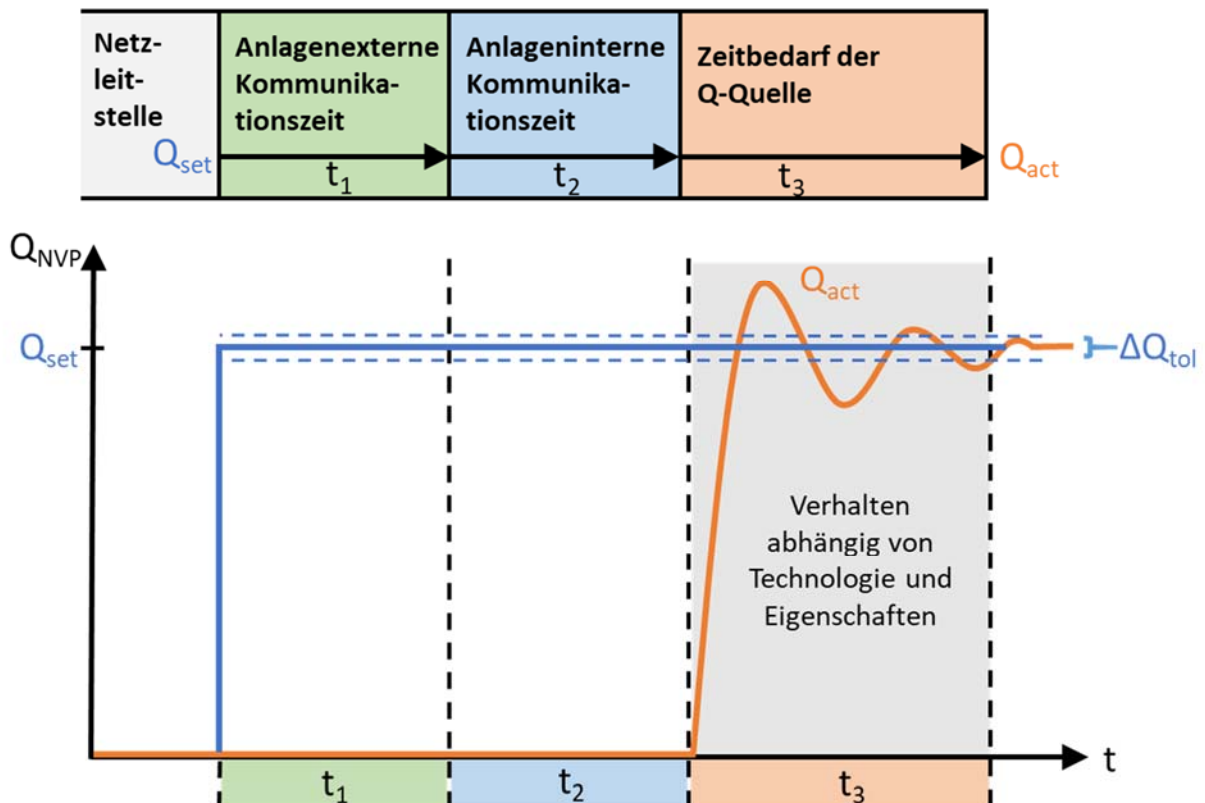 Netz-
leit-
stelle
Anlagenexterne
Kommunika-
tionszeit
Anlageninterne
Kommunika-
tionszeit
Zeitbedarf der
Q-Quelle
Qset
t1
t2
t3
Qact
QNVP
Qact
Qset
ΔQtol
Verhalten
abhängig von
Technologie und
Eigenschaften
t
t1
t2
t3